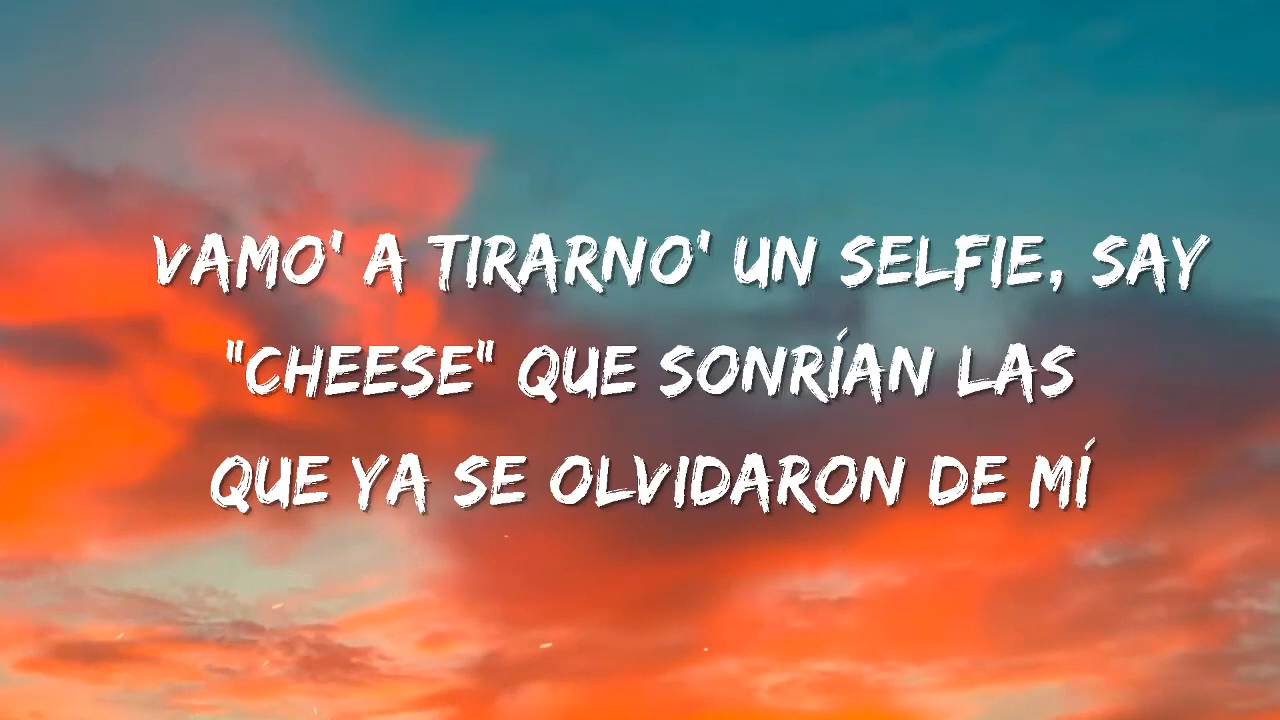 VAMO' A TIRARNO' UN SELFIE, SAY
"CHEESE" QUE SONRÍAN LAS
QUE YA SE OLVIDARON DE MÍ